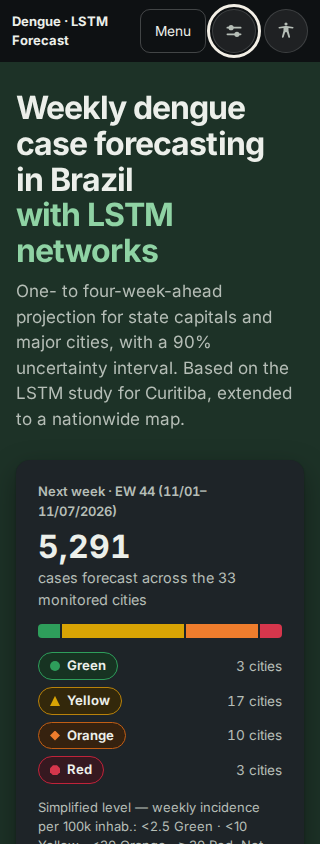 Dengue · LSTM
Forecast
Menu
Weekly dengue
case forecasting
in Brazil
with LSTM
networks
One- to four-week-ahead
projection for state capitals and
major cities, with a 90%
uncertainty interval. Based on the
LSTM study for Curitiba, extended
to a nationwide map.
Next week · EW 44 (11/01–
11/07/2026)
5,291
cases forecast across the 33
monitored cities
Green 3 cities
Yellow 17 cities
Orange 10 cities
Red 3 cities
Simplified level — weekly incidence
per 100k inhab.: <2.5 Green · <10